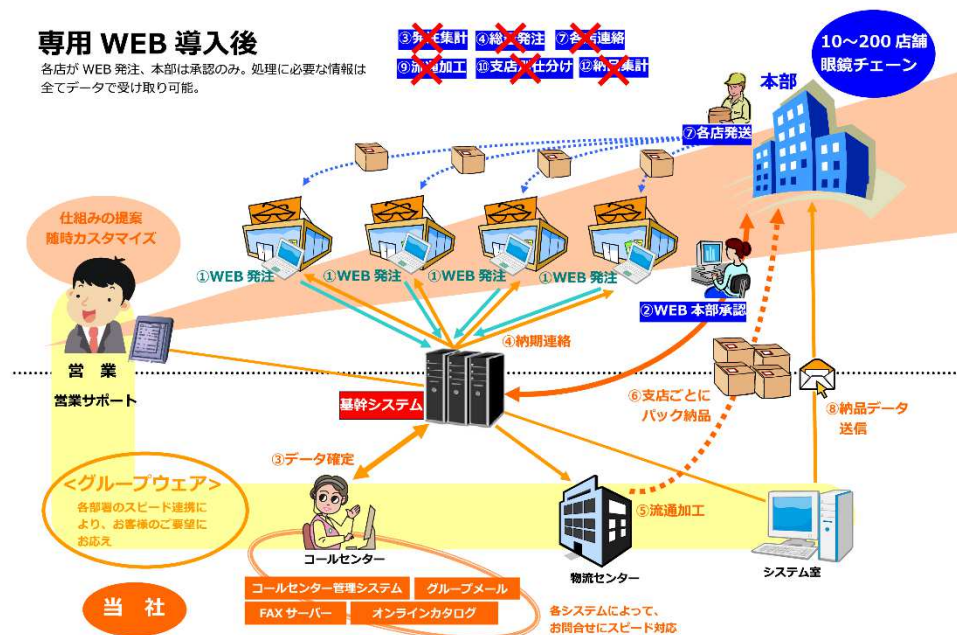 専用 WEB 導入後
各店が WEB 発注、本部は承認のみ。処理に必要な情報は
全てデータで受け取り可能。
③発注集計
④総
発注
⑦各店連絡
⑨流通加工
⑩支店
仕分け
⑫納品集計
10～200 店舗
眼鏡チェーン
本部
⑦各店発送
仕組みの提案
随時カスタマイズ
①WEB 発注
①WEB 発注
①WEB 発注
①WEB 発注
②WEB 本部承認
④納期連絡
営 業
営業サポート
基幹システム
⑥支店ごとに
パック納品
⑧納品データ
送信
③データ確定
<グループウェア>
各部署のスピード連携に
より、お客様のご要望に
お応え
⑤流通加工
コールセンター
物流センター
システム室
コールセンター管理システム
グループメール
FAX サーバー
オンラインカタログ
各システムによって、
お問合せにスピード対応
当 社